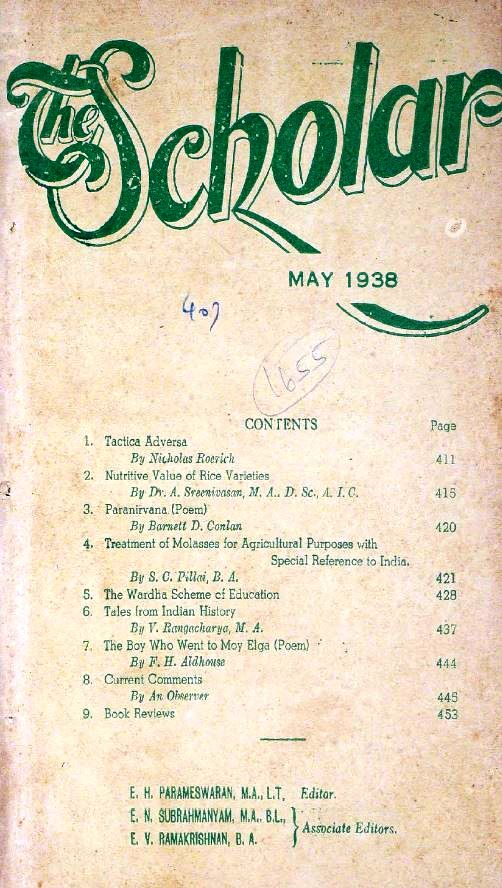 The Scholar
MAY 1938
407
1655
CONTENTS Page
1. Tactica Adversa
By Nicholas Roerich 411
2. Nutritive Value of Rice Varieties
By Dr. A. Sreenivasan, M. A., D. Sc., A. I. C. 415
3. Paranirvana (Poem)
By Barnett D. Conlan 420
4. Treatment of Molasses for Agricultural Purposes with
Special Reference to India.
By S. C. Pillai, B. A. 421
5. The Wardha Scheme of Education 428
6. Tales from Indian History
By V. Rangacharya, M. A. 437
7. The Boy Who Went to Moy Elga (Poem)
By F. H. Aldhouse 444
8. Current Comments
By An Observer 445
9. Book Reviews 453
E. H. PARAMESWARAN, M.A., L.T. Editor.
E. N. SUBRAHMANYAM, M.A., B.L.,
E. V. RAMAKRISHNAN, B. A.
Associate Editors.